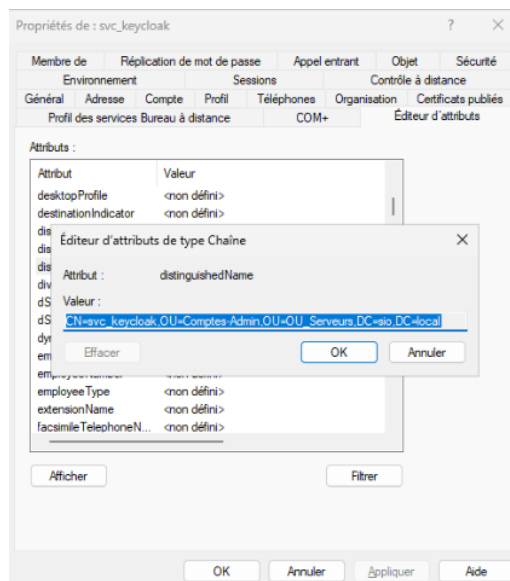 Propriétés de : svc_keycloak ? ×
Membre de Réplication de mot de passe Appel entrant Objet Sécurité
Environnement Sessions Contrôle à distance
Général Adresse Compte Profil Téléphones Organisation Certificats publiés
Profil des services Bureau à distance COM+ Éditeur d'attributs
Attributs :
Attribut Valeur
desktopProfile <non défini>
destinationIndicator <non défini>
Éditeur d'attributs de type Chaîne ×
Attribut : distinguishedName
Valeur :
CN=svc_keycloak,OU=Comptes-Admin,OU=OU_Serveurs,DC=sio,DC=local
Effacer OK Annuler
employeeType <non défini>
extensionName <non défini>
facsimileTelephoneN... <non défini>
Afficher Filtrer
OK Annuler Appliquer Aide